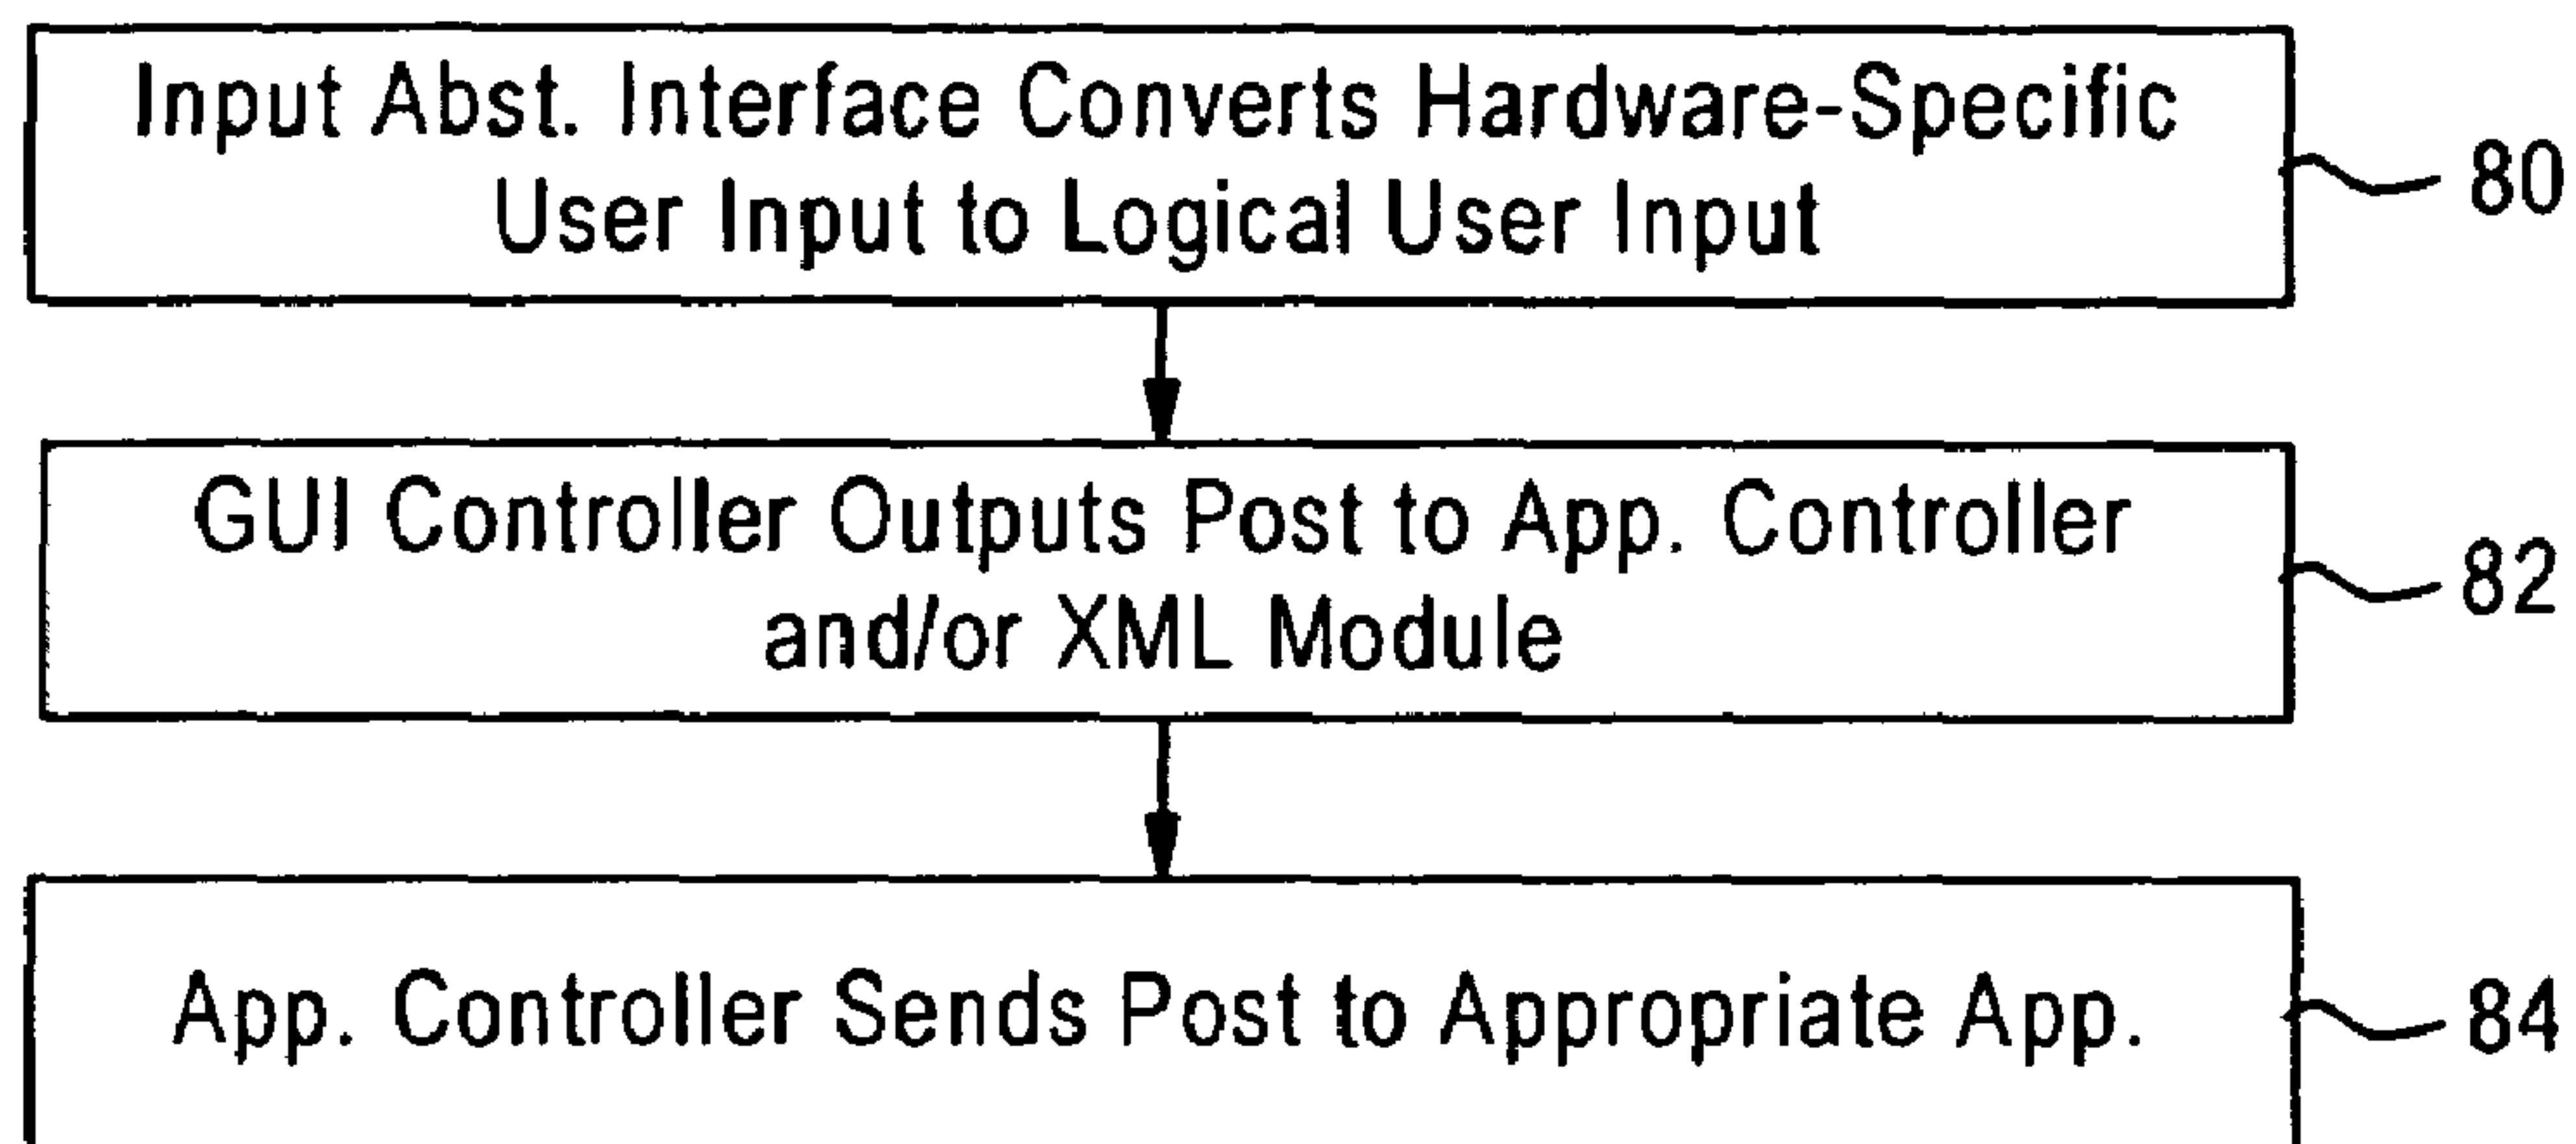 Input Abst. Interface Converts Hardware-Specific
User Input to Logical User Input
80
GUI Controller Outputs Post to App. Controller
and/or XML Module
82
App. Controller Sends Post to Appropriate App.
84